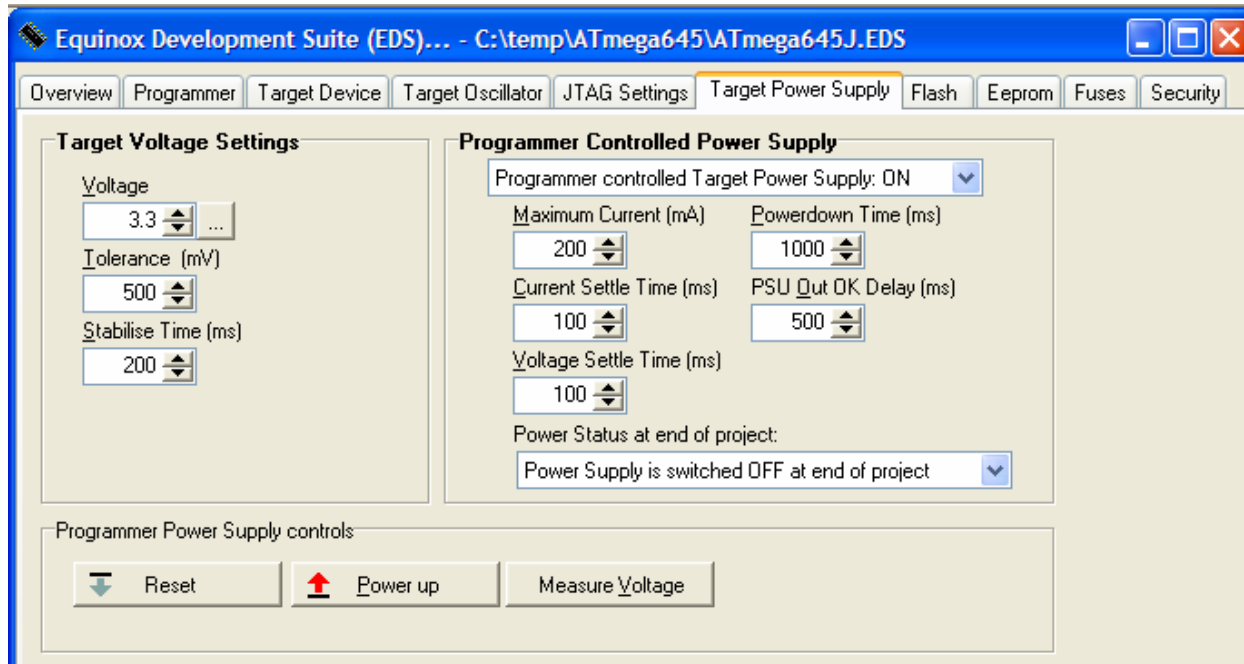 Equinox Development Suite (EDS)... - C:\temp\ATmega645\ATmega645J.EDS
Overview Programmer Target Device Target Oscillator JTAG Settings Target Power Supply Flash Eeprom Fuses Security
Target Voltage Settings
Voltage
3.3 ...
Tolerance (mV)
500
Stabilise Time (ms)
200
Programmer Controlled Power Supply
Programmer controlled Target Power Supply: ON
Maximum Current (mA) Powerdown Time (ms)
200 1000
Current Settle Time (ms) PSU Out OK Delay (ms)
100 500
Voltage Settle Time (ms)
100
Power Status at end of project:
Power Supply is switched OFF at end of project
Programmer Power Supply controls
Reset Power up Measure Voltage